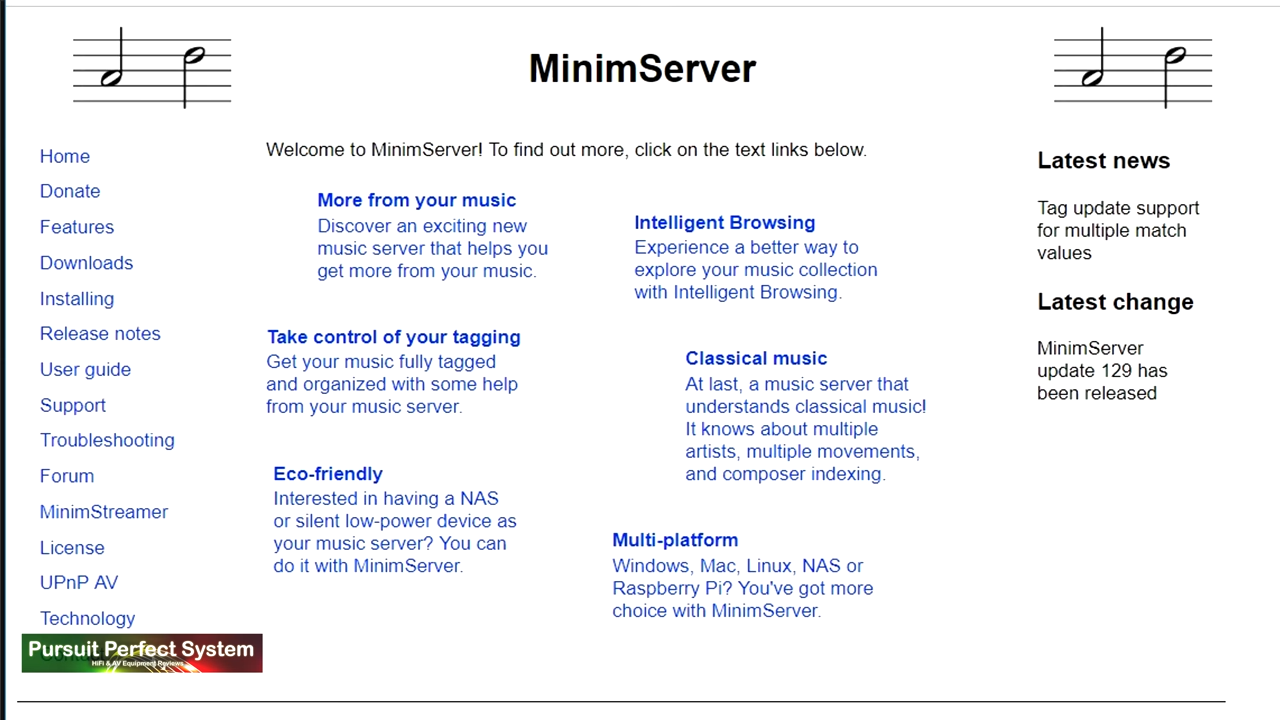 MinimServer
Home
Donate
Features
Downloads
Installing
Release notes
User guide
Support
Troubleshooting
Forum
MinimStreamer
License
UPnP AV
Technology
Pursuit Perfect System
HiFi & AV Equipment Reviews
Welcome to MinimServer! To find out more, click on the text links below.
More from your music
Discover an exciting new
music server that helps you
get more from your music.
Intelligent Browsing
Experience a better way to
explore your music collection
with Intelligent Browsing.
Take control of your tagging
Get your music fully tagged
and organized with some help
from your music server.
Classical music
At last, a music server that
understands classical music!
It knows about multiple
artists, multiple movements,
and composer indexing.
Eco-friendly
Interested in having a NAS
or silent low-power device as
your music server? You can
do it with MinimServer.
Multi-platform
Windows, Mac, Linux, NAS or
Raspberry Pi? You've got more
choice with MinimServer.
Latest news
Tag update support
for multiple match
values
Latest change
MinimServer
update 129 has
been released